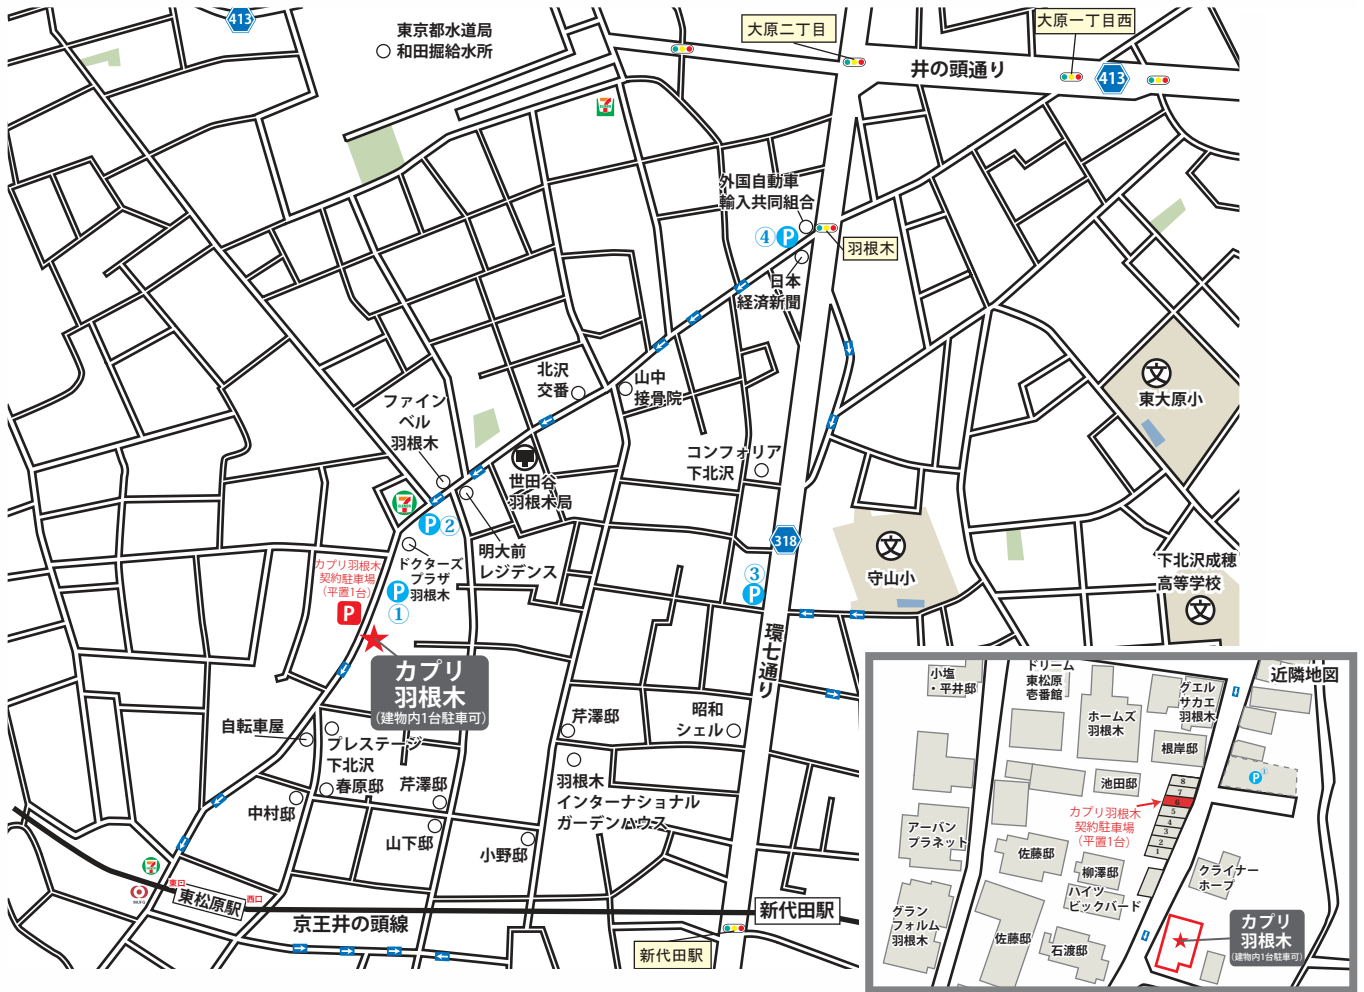 413
東京都水道局
和田掘給水所
大原二丁目
大原一丁目西
井の頭通り
413
外国自動車
輸入共同組合
④ P
羽根木
日本
経済新聞
北沢
交番
山中
接骨院
ファイン
ベル
羽根木
東大原小
文
コンフォリア
下北沢
世田谷
羽根木局
P ②
明大前
レジデンス
318
文
守山小
ドクターズ
プラザ
羽根木
カプリ羽根木
契約駐車場
(平置1台)
P
P
①
③
P
下北沢成穂
高等学校
文
環七通り
カプリ
羽根木
(建物内1台駐車可)
自転車屋
プレステージ
下北沢
春原邸
芹澤邸
芹澤邸
昭和
シェル
羽根木
インターナショナル
ガーデンハウス
中村邸
山下邸
小野邸
東口
東松原駅
西口
MUFG
京王井の頭線
新代田駅
新代田駅
近隣地図
小塩
・平井邸
ドリーム
東松原
壱番館
ホームズ
羽根木
グエル
サカエ
羽根木
根岸邸
池田邸
P ①
8
7
6
5
4
3
2
1
カプリ羽根木
契約駐車場
(平置1台)
アーバン
プラネット
佐藤邸
柳澤邸
ハイツ
ビックバード
クライナー
ホープ
グラン
フォルム
羽根木
佐藤邸
石渡邸
カプリ
羽根木
(建物内1台駐車可)